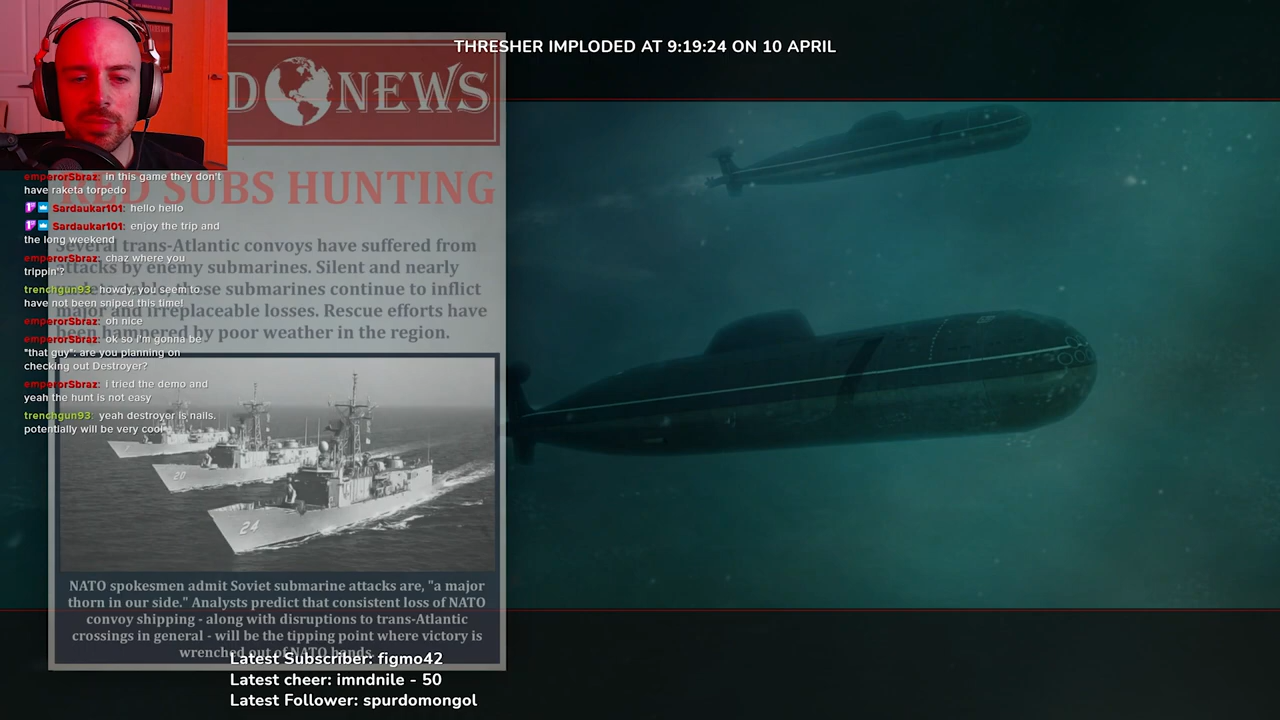 THRESHER IMPLODED AT 9:19:24 ON 10 APRIL
D NEWS
RED SUBS HUNTING
Several trans-Atlantic convoys have suffered from
attacks by enemy submarines. Silent and nearly
these submarines continue to inflict
major and irreplaceable losses. Rescue efforts have
been hampered by poor weather in the region.
emperorSbraz: in this game they don't
have raketa torpedo
Sardaukar101: hello hello
Sardaukar101: enjoy the trip and
the long weekend
emperorSbraz: chaz where you
trippin'?
trenchgun93: howdy. you seem to
have not been sniped this time!
emperorSbraz: oh nice
emperorSbraz: ok so i'm gonna be
"that guy": are you planning on
checking out Destroyer?
emperorSbraz: i tried the demo and
yeah the hunt is not easy
trenchgun93: yeah destroyer is nails.
potentially will be very cool
20
24
NATO spokesmen admit Soviet submarine attacks are, "a major
thorn in our side." Analysts predict that consistent loss of NATO
convoy shipping - along with disruptions to trans-Atlantic
crossings in general - will be the tipping point where victory is
wrenched out of NATO hands.
Latest Subscriber: figmo42
Latest cheer: imndnile - 50
Latest Follower: spurdomongol